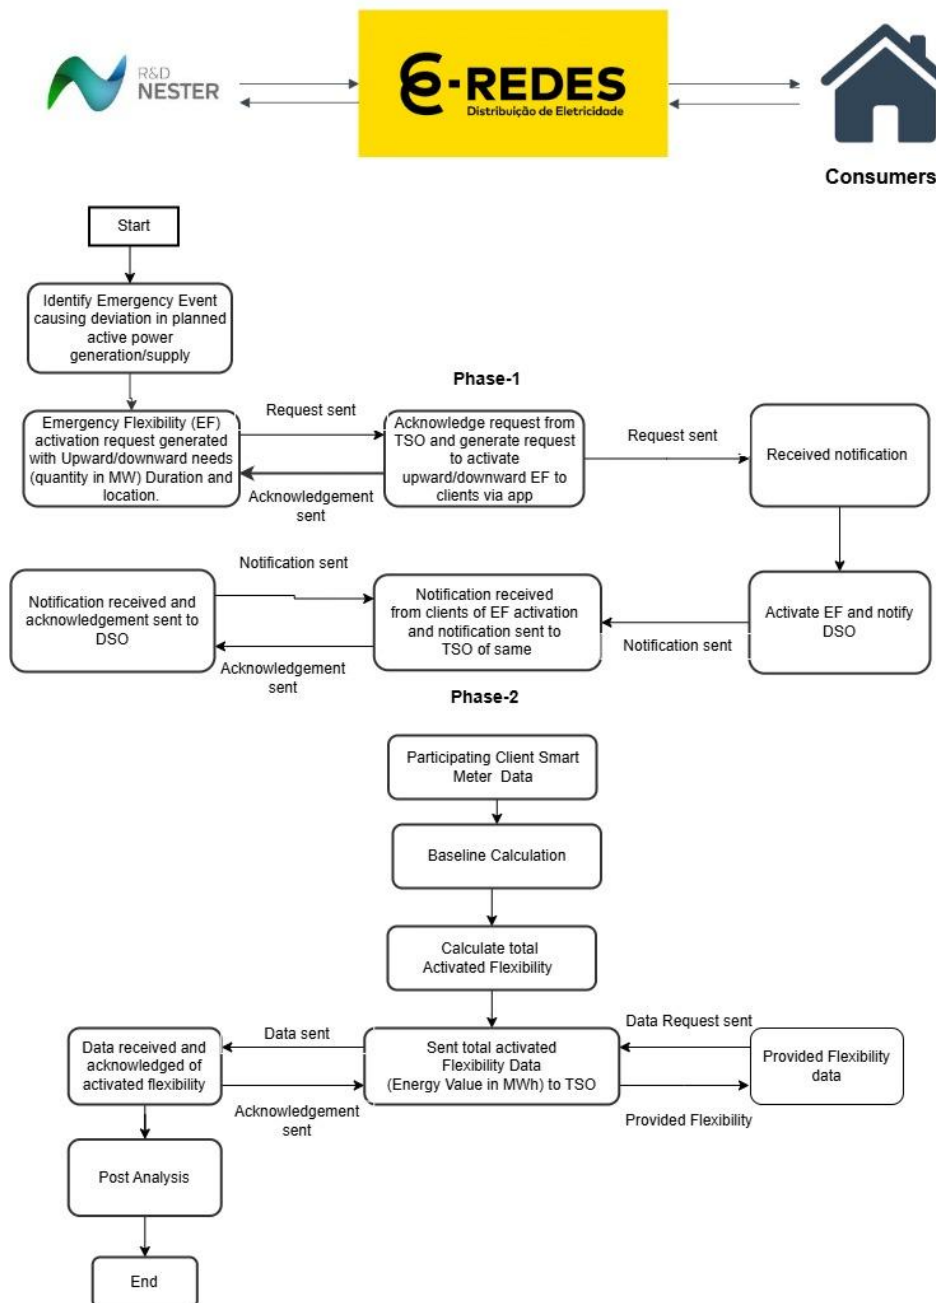 R&D
NESTER
E-REDES
Distribuição de Eletricidade
Consumers
Start
Identify Emergency Event
causing deviation in planned
active power
generation/supply
Phase-1
Emergency Flexibility (EF)
activation request generated
with Upward/downward needs
(quantity in MW) Duration and
location.
Request sent
Acknowledgement
sent
Acknowledge request from
TSO and generate request
to activate
upward/downward EF to
clients via app
Request sent
Received notification
Notification received and
acknowledgement sent to
DSO
Notification sent
Acknowledgement
sent
Notification received
from clients of EF activation
and notification sent to
TSO of same
Notification sent
Activate EF and notify
DSO
Phase-2
Participating Client Smart
Meter Data
Baseline Calculation
Calculate total
Activated Flexibility
Data received and
acknowledged of
activated flexibility
Data sent
Acknowledgement
sent
Sent total activated
Flexibility Data
(Energy Value in MWh) to TSO
Data Request sent
Provided Flexibility
Provided Flexibility
data
Post Analysis
End